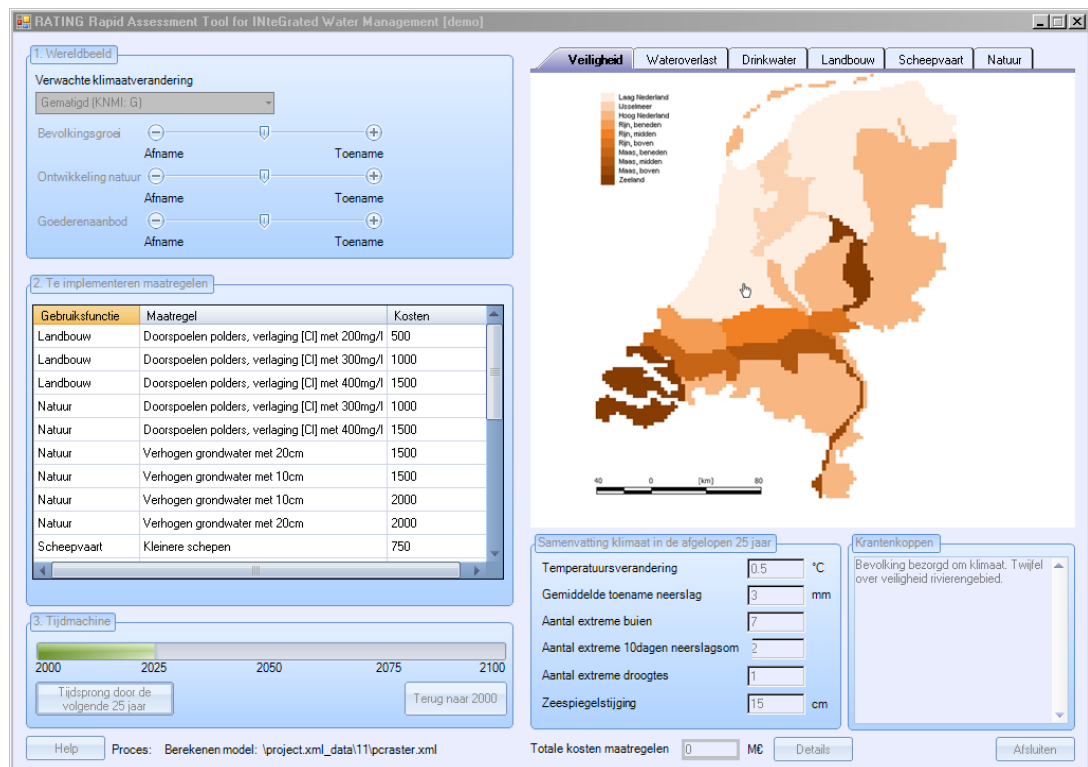 RATING Rapid Assessment Tool for INteGrated Water Management [demo]
1. Wereldbeeld
Verwachte klimaatverandering
Gematigd (KNMI: G)
Bevolkingsgroei
Afname Toename
Ontwikkeling natuur
Afname Toename
Goederenaanbod
Afname Toename
2. Te implementeren maatregelen
Gebruiksfunctie Maatregel Kosten
Landbouw Doorspoelen polders, verlaging [Cl] met 200mg/l 500
Landbouw Doorspoelen polders, verlaging [Cl] met 300mg/l 1000
Landbouw Doorspoelen polders, verlaging [Cl] met 400mg/l 1500
Natuur Doorspoelen polders, verlaging [Cl] met 300mg/l 1000
Natuur Doorspoelen polders, verlaging [Cl] met 400mg/l 1500
Natuur Verhogen grondwater met 20cm 1500
Natuur Verhogen grondwater met 10cm 1500
Natuur Verhogen grondwater met 10cm 2000
Natuur Verhogen grondwater met 20cm 2000
Scheepvaart Kleinere schepen 750
3. Tijdmachine
2000 2025 2050 2075 2100
Tijdsprong door de
volgende 25 jaar
Terug naar 2000
Help Proces: Berekenen model: \project.xml_data\11\pcraster.xml
Veiligheid Wateroverlast Drinkwater Landbouw Scheepvaart Natuur
Laag Nederland
IJsselmeer
Hoog Nederland
Rijn, beneden
Rijn, midden
Rijn, boven
Maas, beneden
Maas, midden
Maas, boven
Zeeland
40 0 [km] 80
Samenvatting klimaat in de afgelopen 25 jaar
Temperatuursverandering 0.5 °C
Gemiddelde toename neerslag 3 mm
Aantal extreme buien 7
Aantal extreme 10dagen neerslagsom 2
Aantal extreme droogtes 1
Zeespiegelstijging 15 cm
Krantenkoppen
Bevolking bezorgd om klimaat. Twijfel
over veiligheid rivierengebied.
Totale kosten maatregelen 0 M€ Details Afsluiten